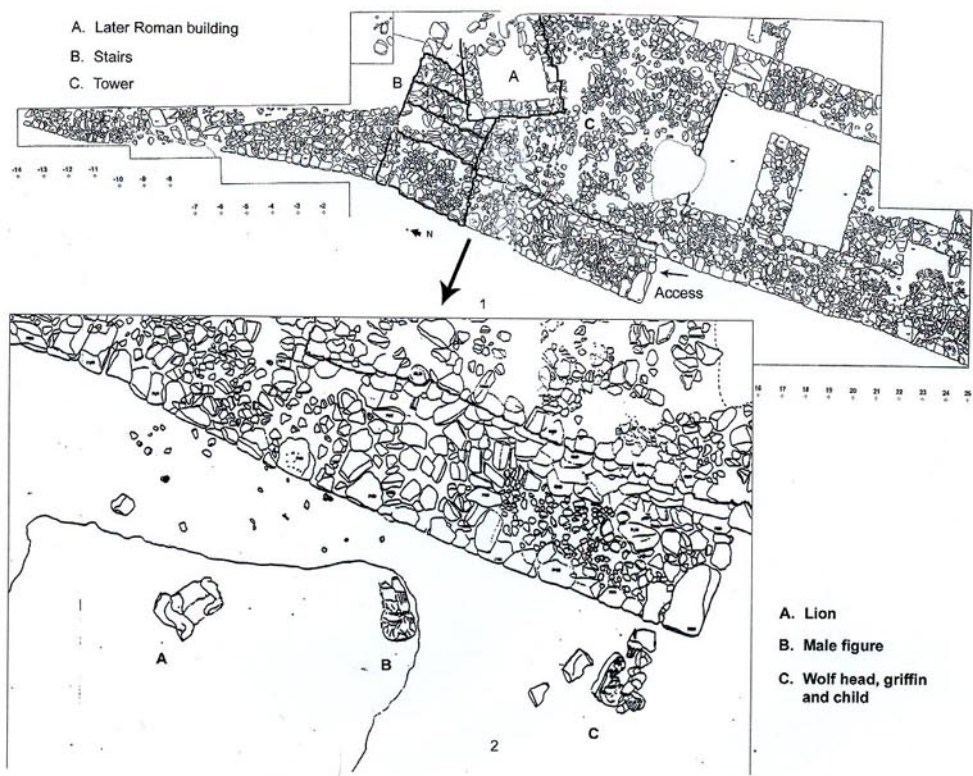 A. Later Roman building
B. Stairs
C. Tower
B
A
C
-14 -13 -12 -11 -10 -9 -8
-7 -6 -5 -4 -3 -2
N
Access
1
16 17 18 19 20 21 22 23 24 25
A
B
C
2
A. Lion
B. Male figure
C. Wolf head, griffin
and child